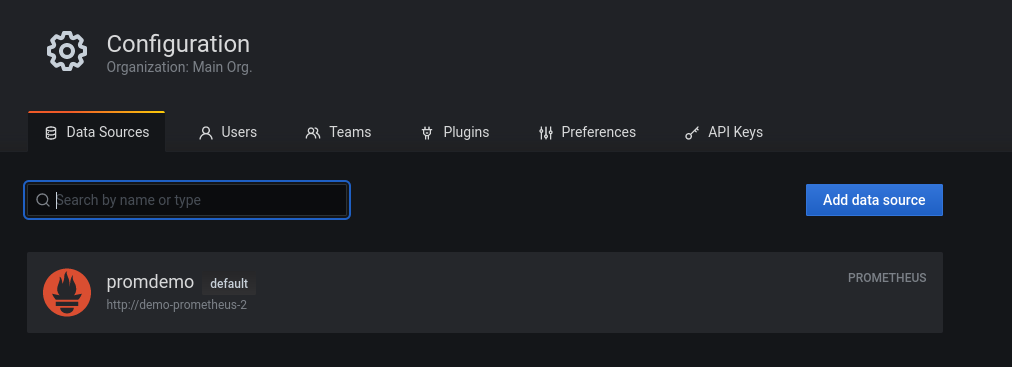 Configuration
Organization: Main Org.
Data Sources Users Teams Plugins Preferences API Keys
Search by name or type
Add data source
promdemo default
PROMETHEUS
http://demo-prometheus-2